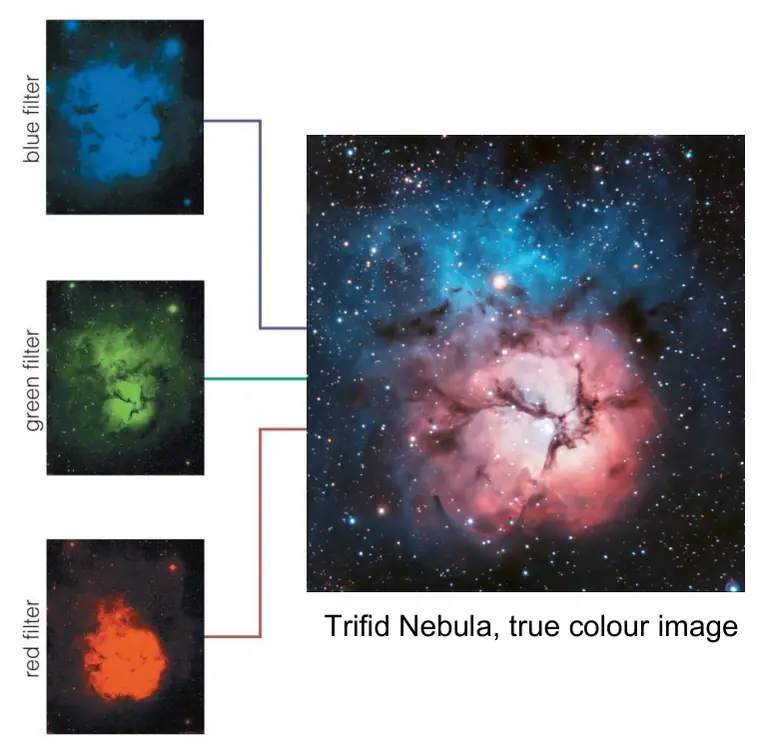 blue filter
green filter
red filter
Trifid Nebula, true colour image